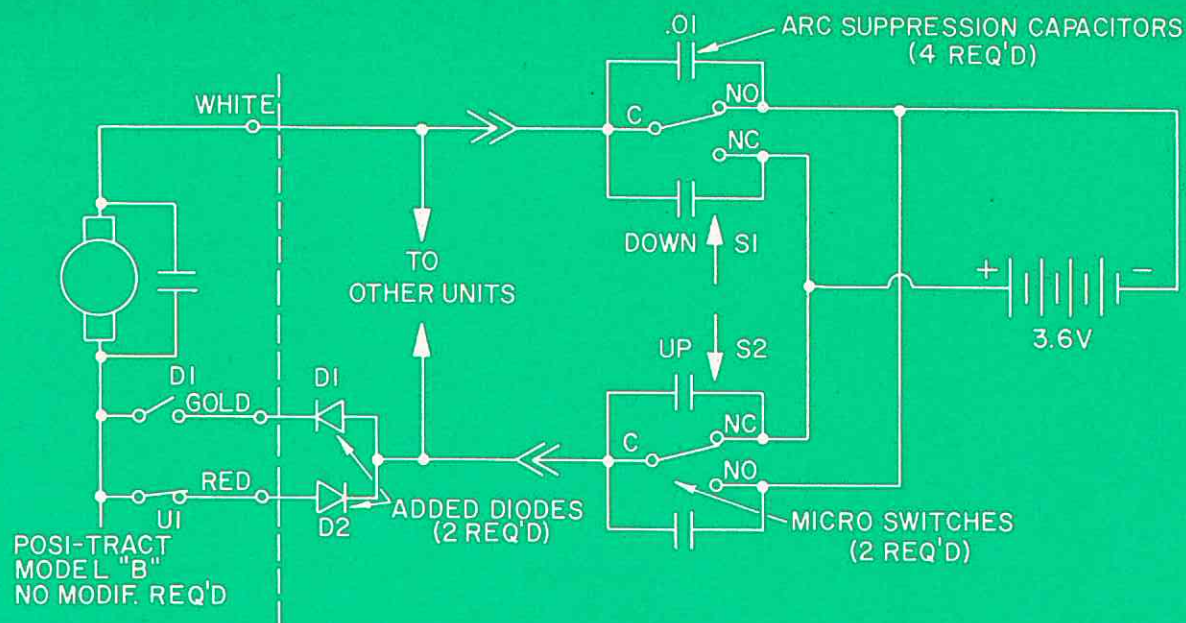 .01
ARC SUPPRESSION CAPACITORS
(4 REQ'D)
WHITE
C
NO
NC
DOWN
S1
TO
OTHER UNITS
+
-
3.6V
UP
S2
D1
GOLD
D1
C
NC
NO
RED
U1
D2
ADDED DIODES
(2 REQ'D)
MICRO SWITCHES
(2 REQ'D)
POSI-TRACT
MODEL "B"
NO MODIF. REQ'D